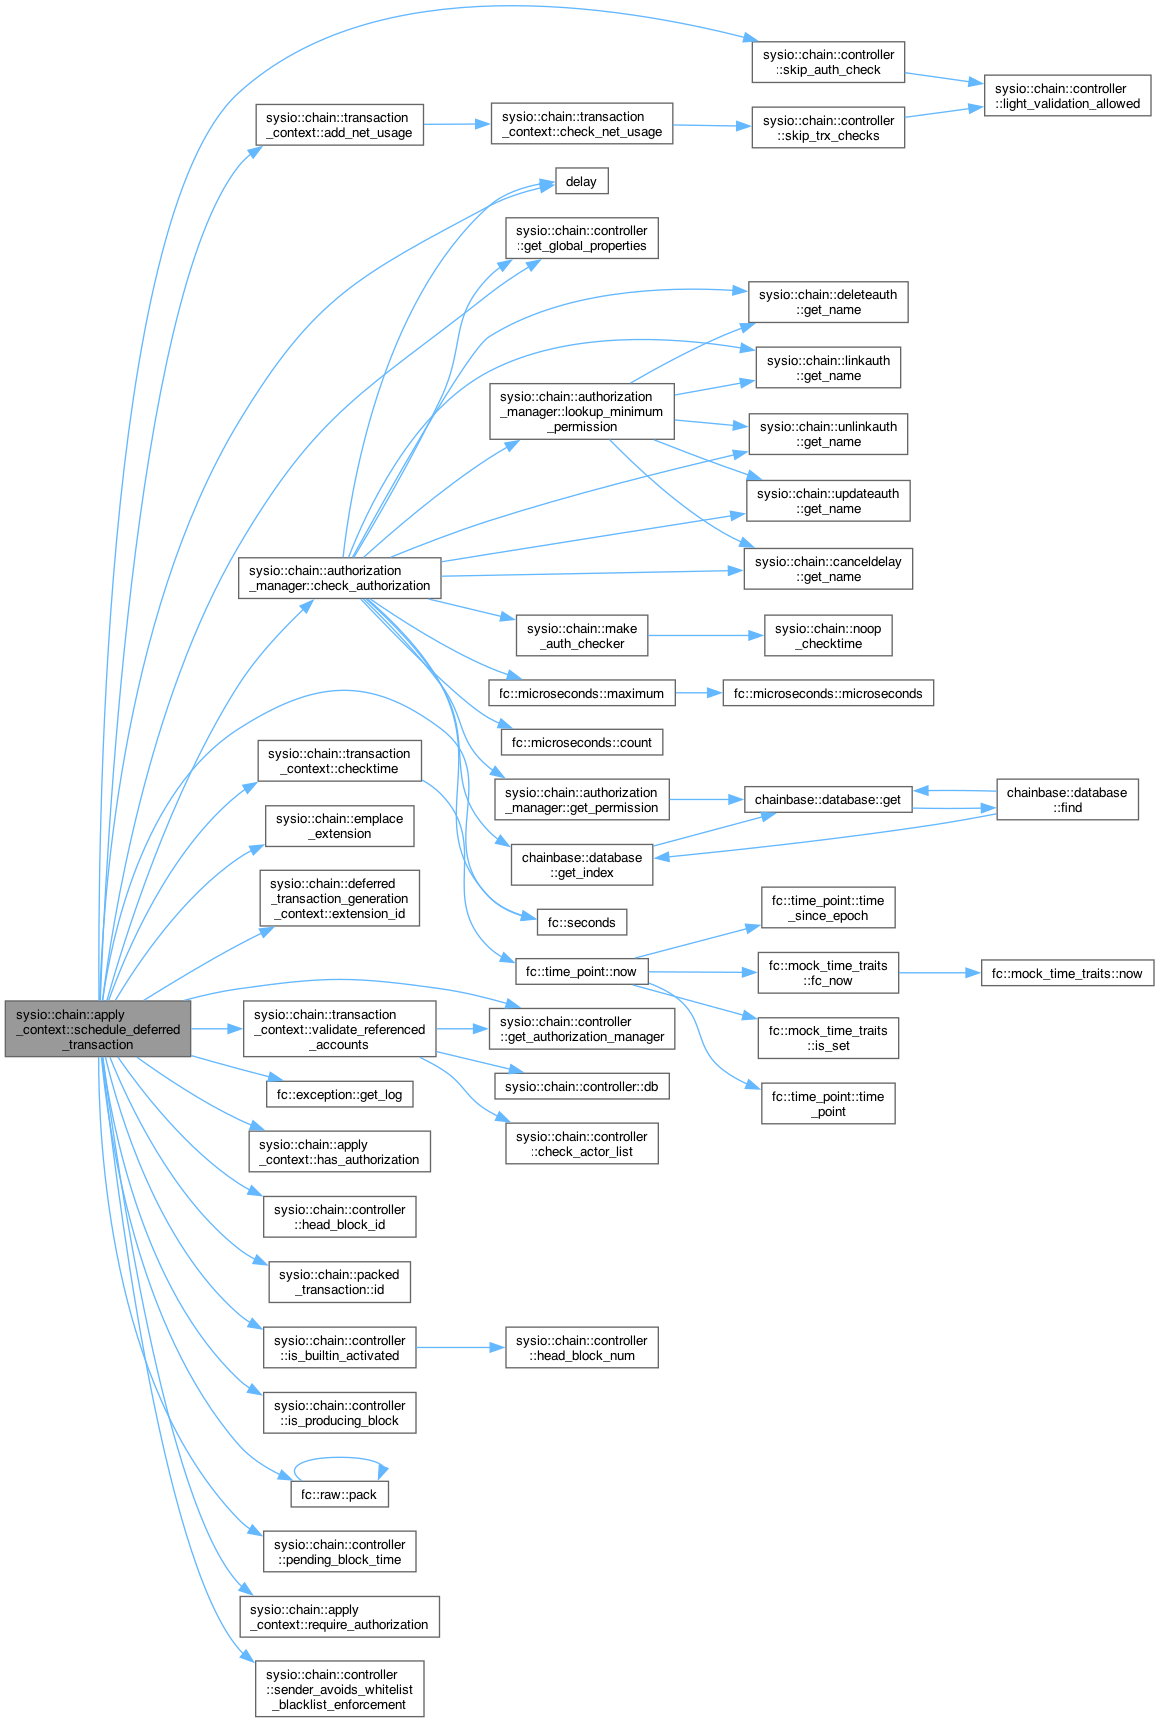 sysio::chain::controller
::skip_auth_check
sysio::chain::controller
::light_validation_allowed
sysio::chain::transaction
_context::add_net_usage
sysio::chain::transaction
_context::check_net_usage
sysio::chain::controller
::skip_trx_checks
delay
sysio::chain::controller
::get_global_properties
sysio::chain::deleteauth
::get_name
sysio::chain::linkauth
::get_name
sysio::chain::authorization
_manager::lookup_minimum
_permission
sysio::chain::unlinkauth
::get_name
sysio::chain::updateauth
::get_name
sysio::chain::authorization
_manager::check_authorization
sysio::chain::canceldelay
::get_name
sysio::chain::make
_auth_checker
sysio::chain::noop
_checktime
fc::microseconds::maximum
fc::microseconds::microseconds
fc::microseconds::count
sysio::chain::transaction
_context::checktime
sysio::chain::authorization
_manager::get_permission
chainbase::database::get
chainbase::database
::find
sysio::chain::emplace
_extension
chainbase::database
::get_index
sysio::chain::deferred
_transaction_generation
_context::extension_id
fc::seconds
fc::time_point::time
_since_epoch
fc::time_point::now
fc::mock_time_traits
::fc_now
fc::mock_time_traits::now
sysio::chain::apply
_context::schedule_deferred
_transaction
sysio::chain::transaction
_context::validate_referenced
_accounts
sysio::chain::controller
::get_authorization_manager
fc::mock_time_traits
::is_set
fc::exception::get_log
sysio::chain::controller::db
fc::time_point::time
_point
sysio::chain::apply
_context::has_authorization
sysio::chain::controller
::check_actor_list
sysio::chain::controller
::head_block_id
sysio::chain::packed
_transaction::id
sysio::chain::controller
::is_builtin_activated
sysio::chain::controller
::head_block_num
sysio::chain::controller
::is_producing_block
fc::raw::pack
sysio::chain::controller
::pending_block_time
sysio::chain::apply
_context::require_authorization
sysio::chain::controller
::sender_avoids_whitelist
_blacklist_enforcement